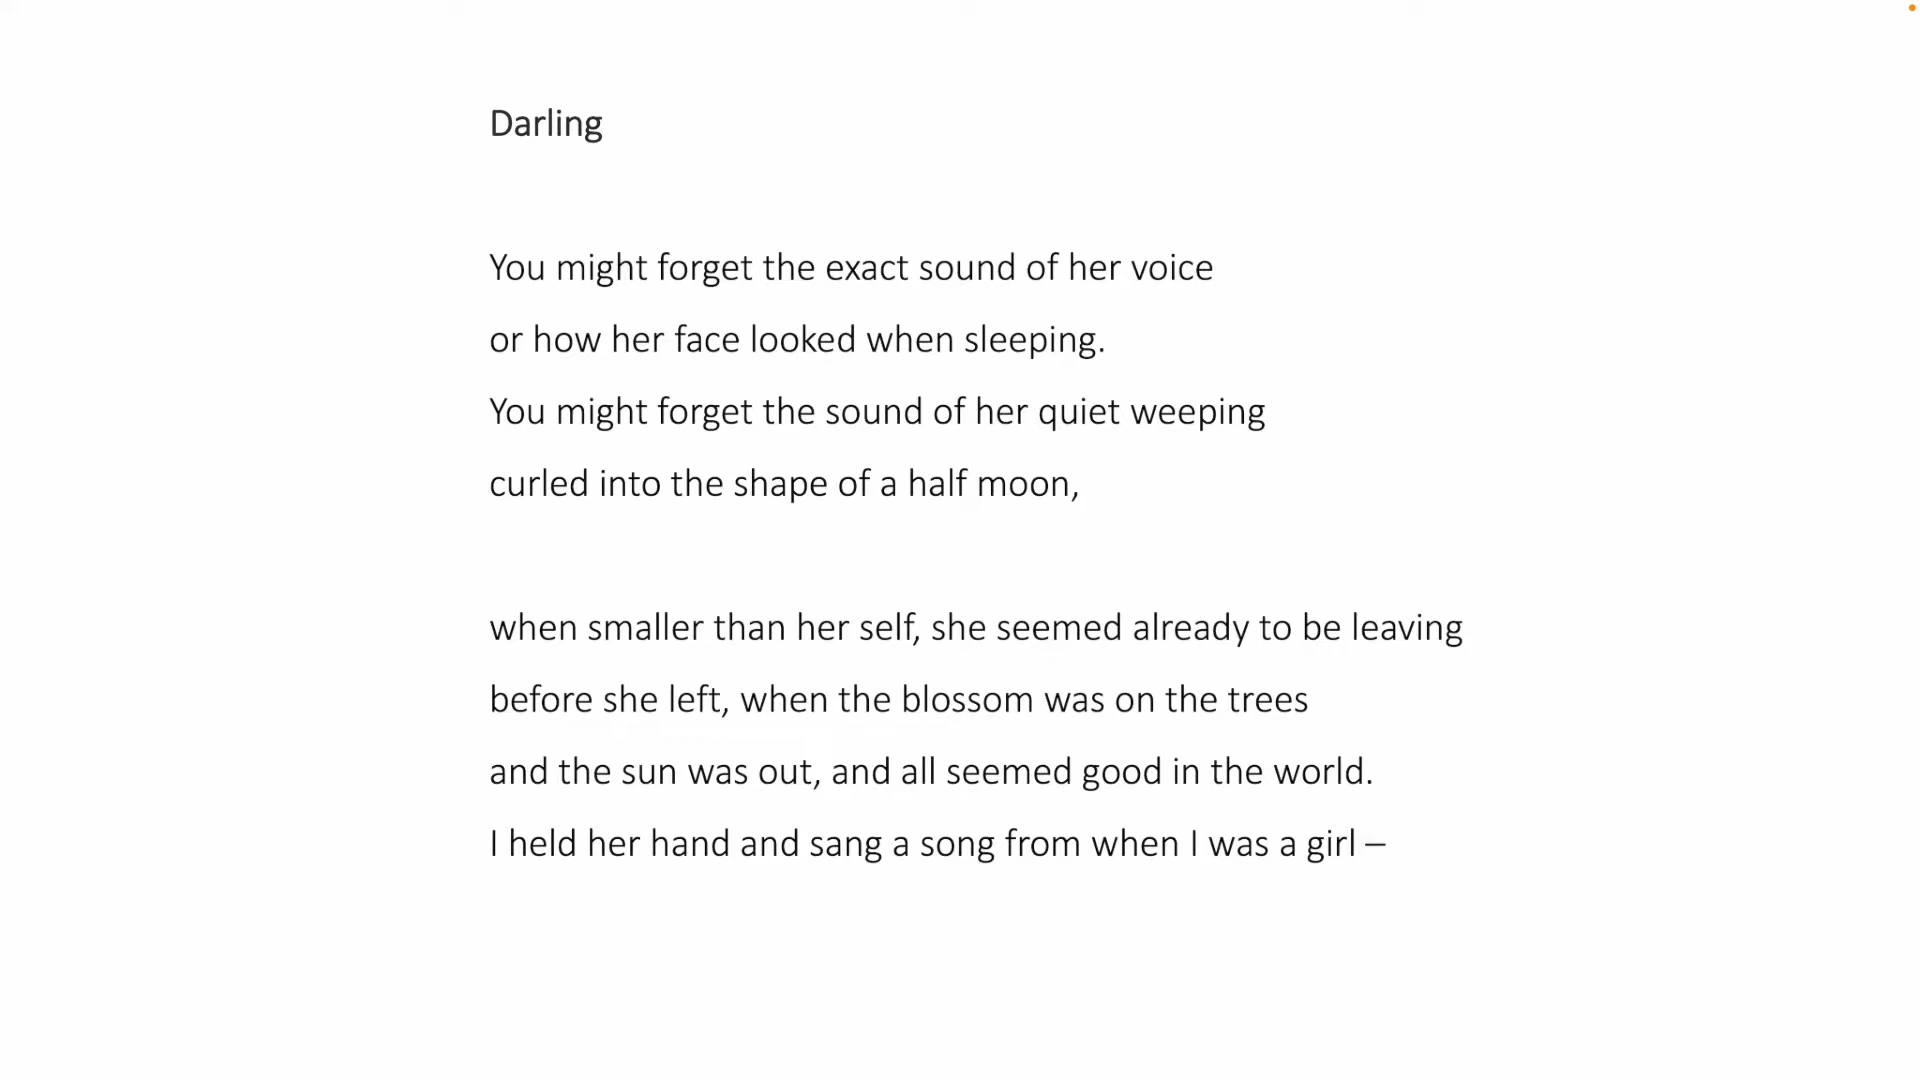 Darling
You might forget the exact sound of her voice
or how her face looked when sleeping.
You might forget the sound of her quiet weeping
curled into the shape of a half moon,
when smaller than her self, she seemed already to be leaving
before she left, when the blossom was on the trees
and the sun was out, and all seemed good in the world.
I held her hand and sang a song from when I was a girl –